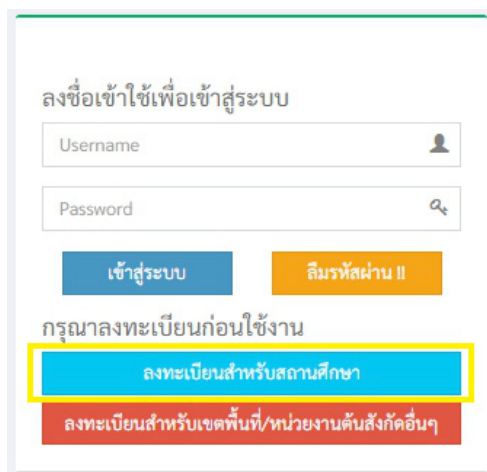 ลงชื่อเข้าใช้เพื่อเข้าสู่ระบบ
Username
Password
เข้าสู่ระบบ
ลืมรหัสผ่าน !!
กรุณาลงทะเบียนก่อนใช้งาน
ลงทะเบียนสำหรับสถานศึกษา
ลงทะเบียนสำหรับเขตพื้นที่/หน่วยงานต้นสังกัดอื่นๆ